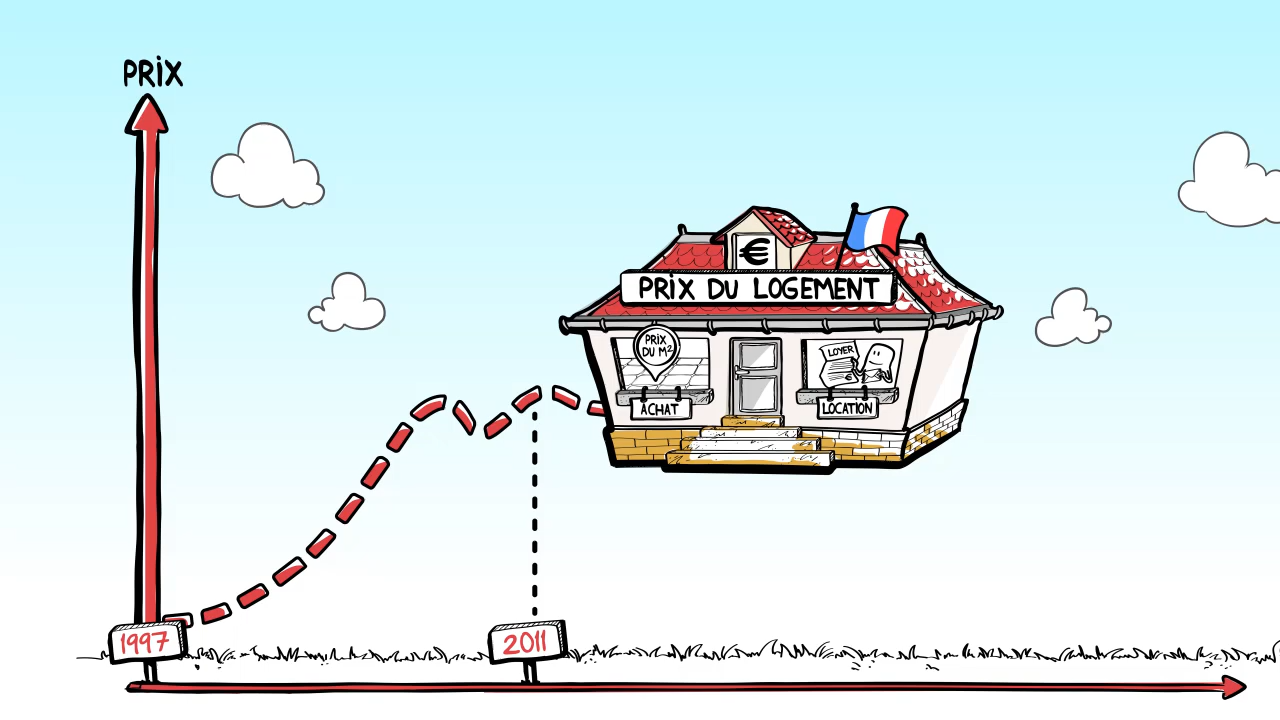 PRIX
€
PRIX DU LOGEMENT
PRIX
DU M²
LOYER
€
ACHAT
LOCATION
1997
2011